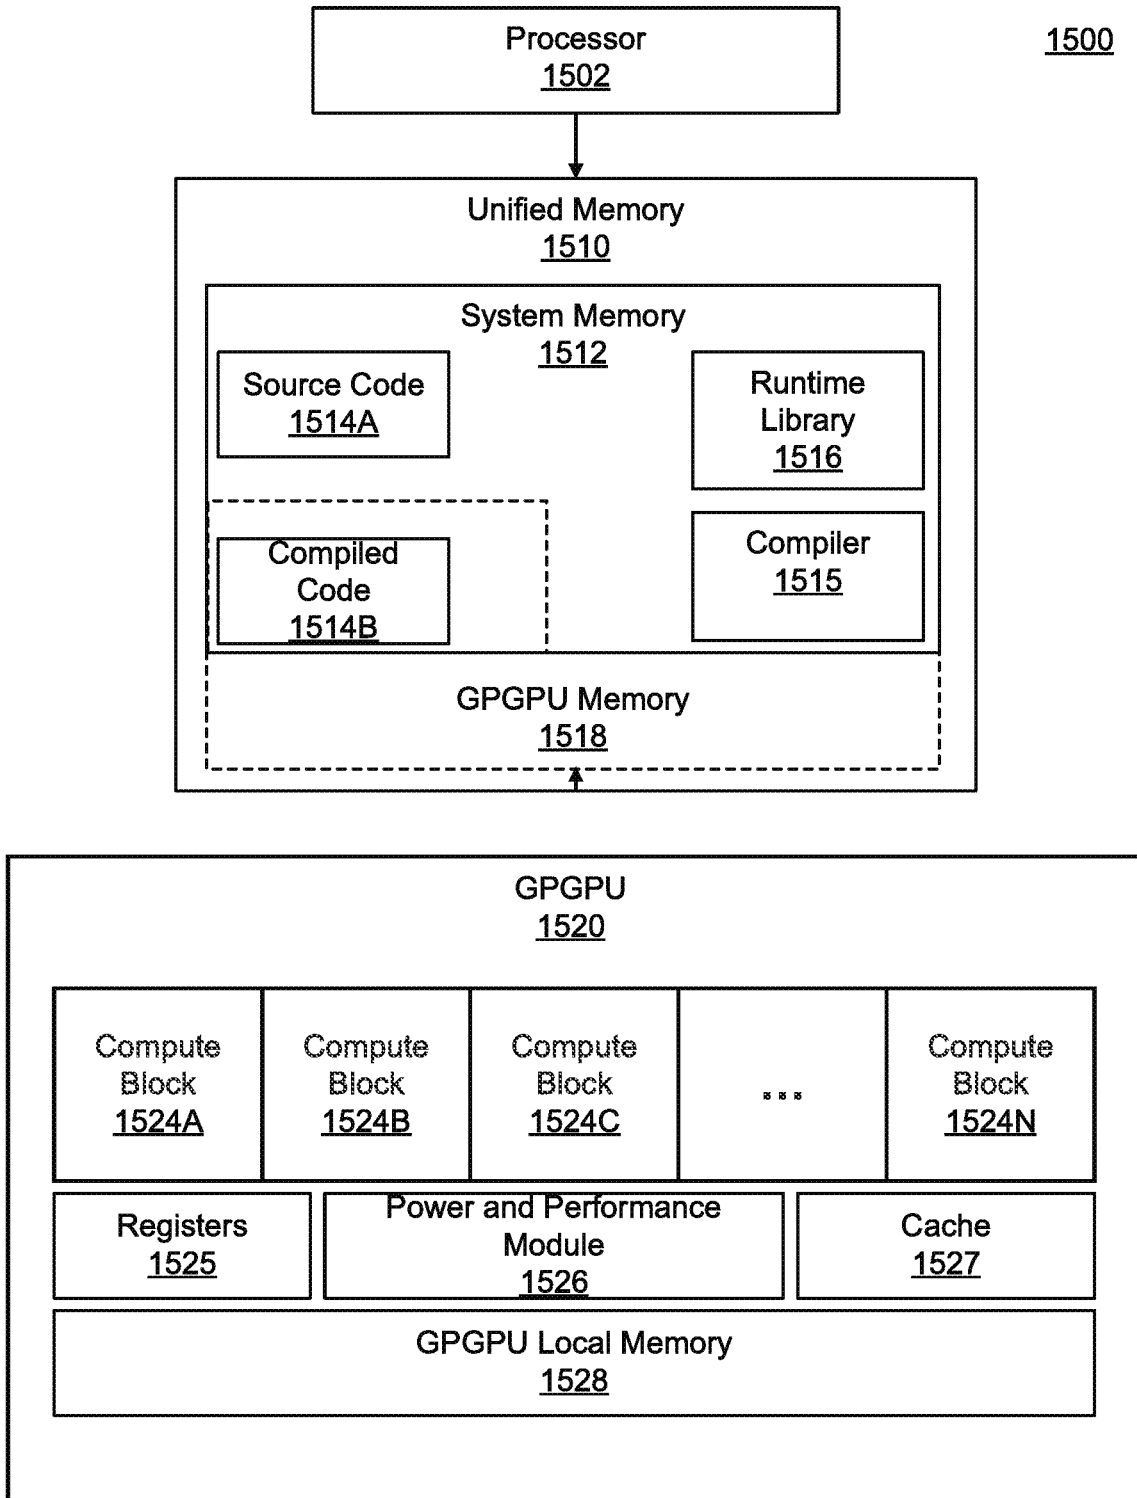 Processor
1502
1500
Unified Memory
1510
System Memory
1512
Source Code
1514A
Runtime
Library
1516
Compiled
Code
1514B
Compiler
1515
GPGPU Memory
1518
GPGPU
1520
Compute
Block
1524A
Compute
Block
1524B
Compute
Block
1524C
...
Compute
Block
1524N
Registers
1525
Power and Performance
Module
1526
Cache
1527
GPGPU Local Memory
1528